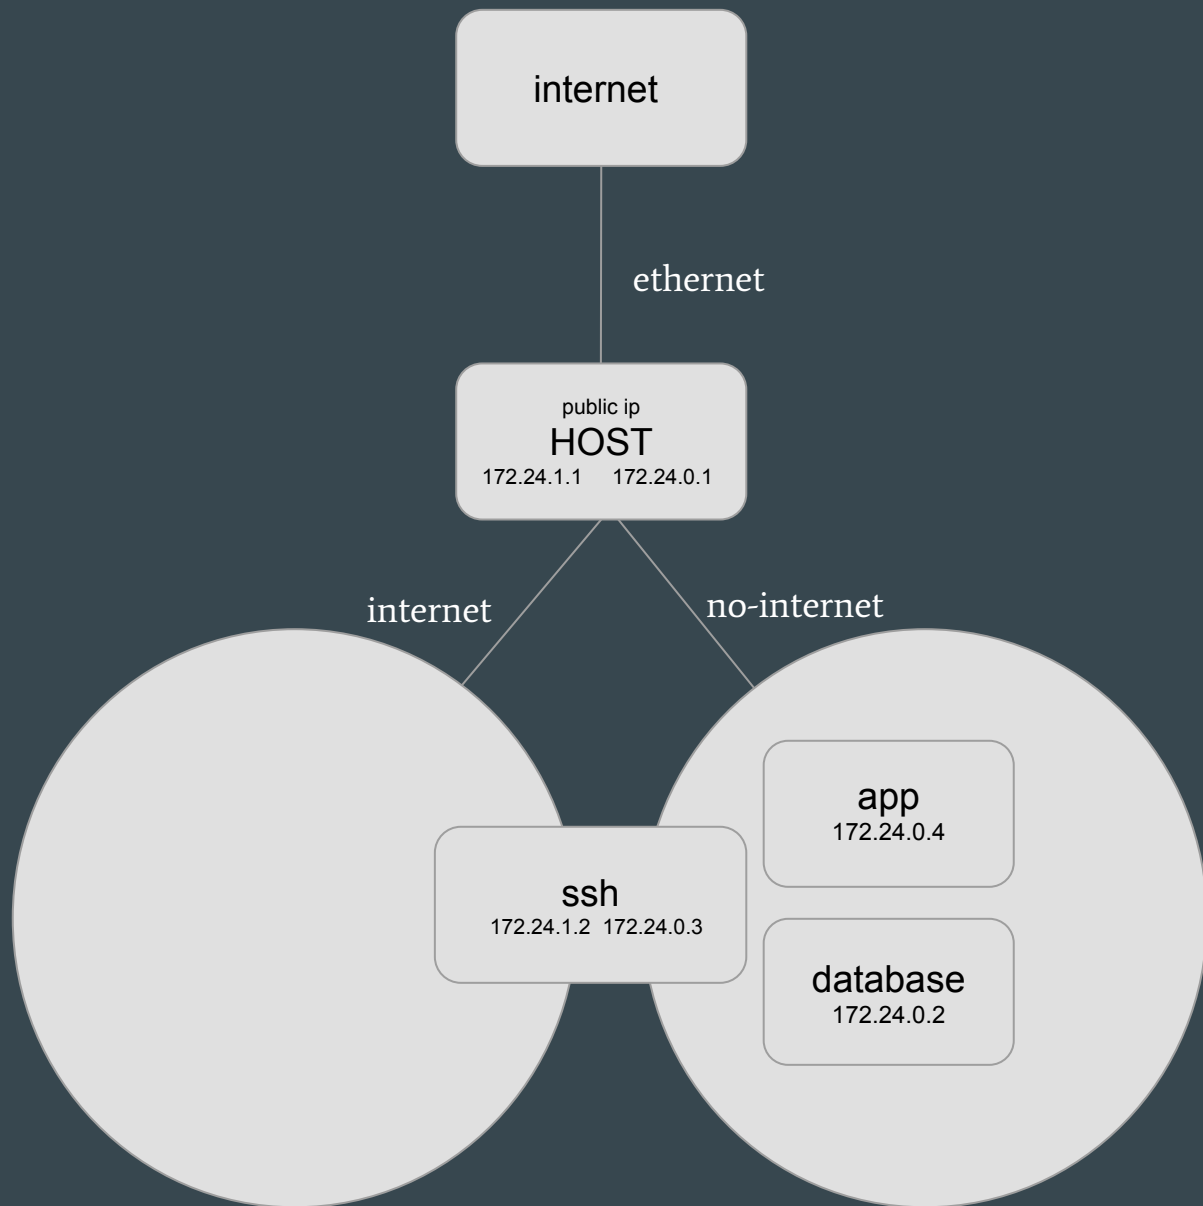 internet
ethernet
public ip
HOST
172.24.1.1 172.24.0.1
internet
no-internet
app
172.24.0.4
ssh
172.24.1.2 172.24.0.3
database
172.24.0.2